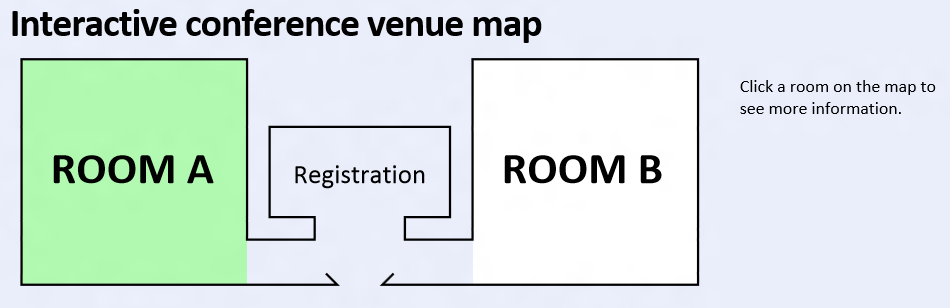 Interactive conference venue map
Click a room on the map to
see more information.
ROOM A
Registration
ROOM B